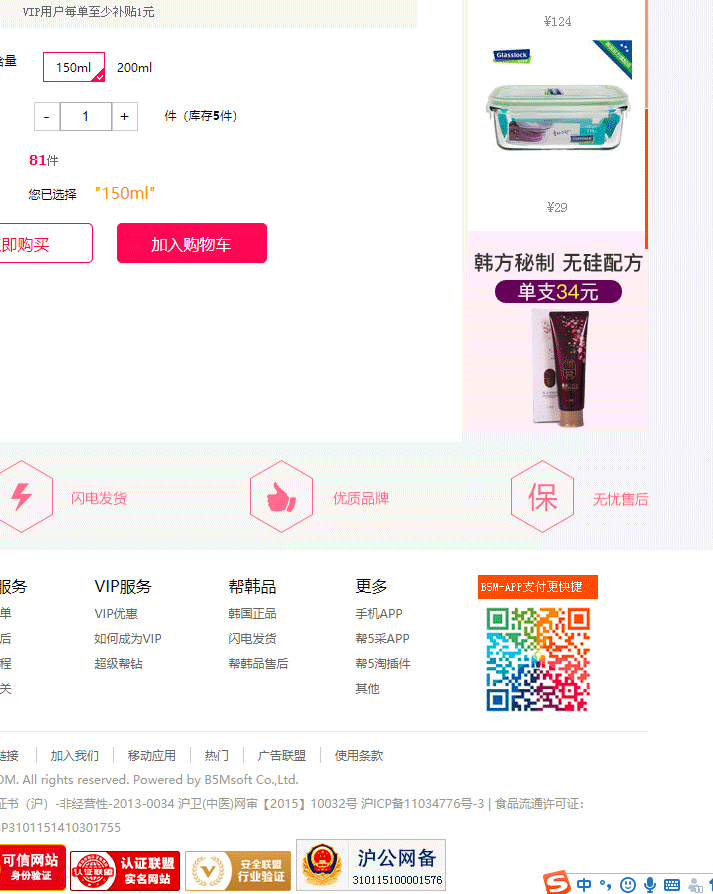 VIP用户每单至少补贴1元
含量
150ml
200ml
-
1
+
件（库存5件）
81件
您已选择
"150ml"
即购买
加入购物车
¥124
Glasslock
¥29
韩方秘制 无硅配方
单支34元
闪电发货
优质品牌
保
无忧售后
服务
VIP服务
帮韩品
更多
B5M-APP支付更快捷
单
VIP优惠
韩国正品
手机APP
后
如何成为VIP
闪电发货
帮5采APP
程
超级帮钻
帮韩品售后
帮5淘插件
关
其他
链接
加入我们
移动应用
热门
广告联盟
使用条款
OM. All rights reserved. Powered by B5Msoft Co.,Ltd.
证书（沪）-非经营性-2013-0034 沪卫(中医)网审【2015】10032号 沪ICP备11034776号-3 | 食品流通许可证：
SP3101151410301755
可信网站
身份验证
认证联盟
实名网站
安全联盟
行业验证
沪公网备
310115100001576
中